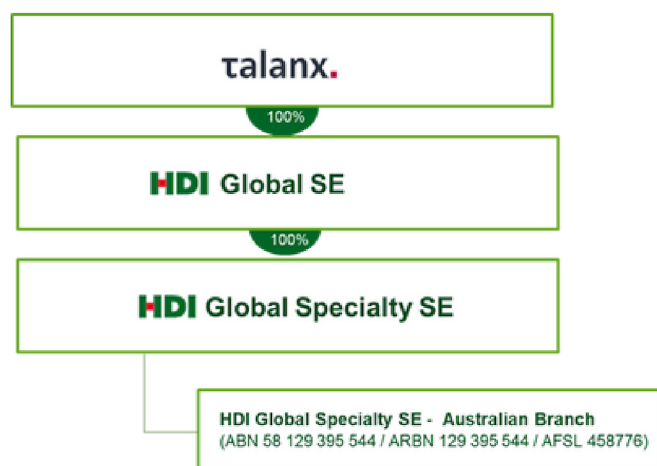 talanx.
100%
HDI Global SE
100%
HDI Global Specialty SE
HDI Global Specialty SE - Australian Branch
(ABN 58 129 395 544 / ARBN 129 395 544 / AFSL 458776)